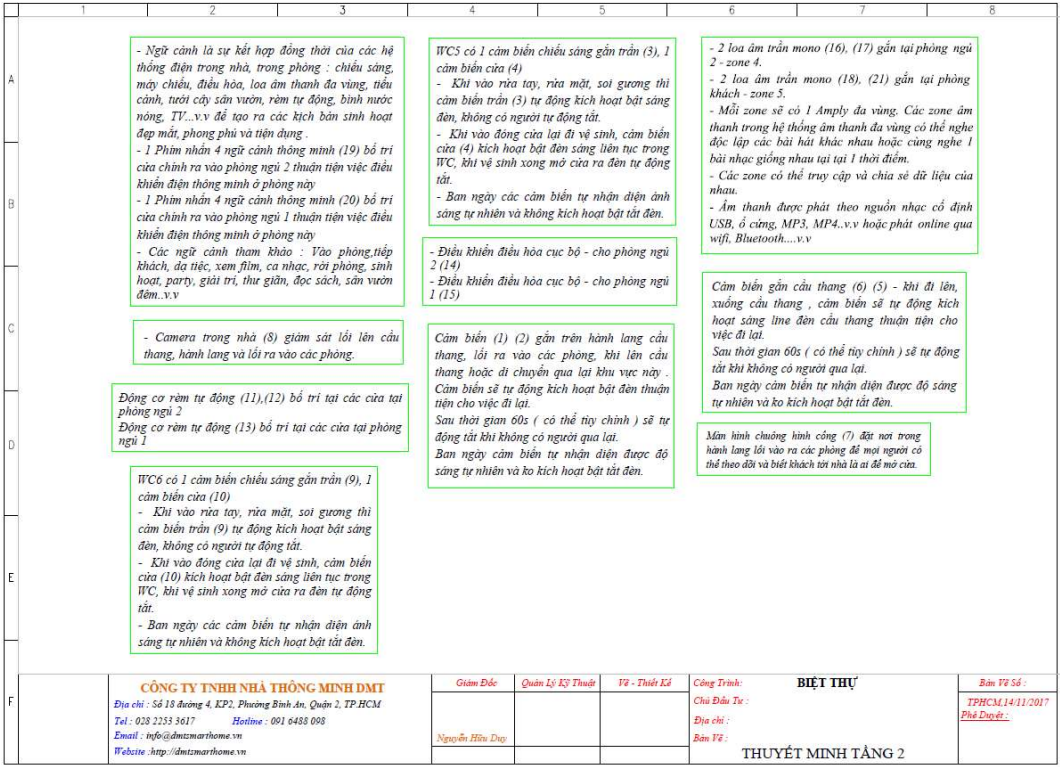 1 2 3 4 5 6 7 8
A
B
C
D
E
F
- Ngữ cảnh là sự kết hợp đồng thời của các hệ
thống điện trong nhà, trong phòng : chiếu sáng,
máy chiếu, điều hòa, loa âm thanh đa vùng, tiểu
cảnh, tưới cây sân vườn, rèm tự động, bình nước
nóng, TV...v.v để tạo ra các kịch bản sinh hoạt
đẹp mắt, phong phú và tiện dụng .
- 1 Phím nhấn 4 ngữ cảnh thông minh (19) bố trí
cửa chính ra vào phòng ngủ 2 thuận tiện việc điều
khiển điện thông minh ở phòng này
- 1 Phím nhấn 4 ngữ cảnh thông minh (20) bố trí
cửa chính ra vào phòng ngủ 1 thuận tiện việc điều
khiển điện thông minh ở phòng này
- Các ngữ cảnh tham khảo : Vào phòng,tiếp
khách, dạ tiệc, xem film, ca nhạc, rời phòng, sinh
hoạt, party, giải trí, thư giãn, đọc sách, sân vườn
đêm..v.v
- Camera trong nhà (8) giám sát lối lên cầu
thang, hành lang và lối ra vào các phòng.
Động cơ rèm tự động (11),(12) bố trí tại các cửa tại
phòng ngủ 2
Động cơ rèm tự động (13) bố trí tại các cửa tại phòng
ngủ 1
WC6 có 1 cảm biến chiếu sáng gắn trần (9), 1
cảm biến cửa (10)
- Khi vào rửa tay, rửa mặt, soi gương thì
cảm biến trần (9) tự động kích hoạt bật sáng
đèn, không có người tự động tắt.
- Khi vào đóng cửa lại đi vệ sinh, cảm biến
cửa (10) kích hoạt bật đèn sáng liên tục trong
WC, khi vệ sinh xong mở cửa ra đèn tự động
tắt.
- Ban ngày các cảm biến tự nhận diện ánh
sáng tự nhiên và không kích hoạt bật tắt đèn.
WC5 có 1 cảm biến chiếu sáng gắn trần (3), 1
cảm biến cửa (4)
- Khi vào rửa tay, rửa mặt, soi gương thì
cảm biến trần (3) tự động kích hoạt bật sáng
đèn, không có người tự động tắt.
- Khi vào đóng cửa lại đi vệ sinh, cảm biến
cửa (4) kích hoạt bật đèn sáng liên tục trong
WC, khi vệ sinh xong mở cửa ra đèn tự động
tắt.
- Ban ngày các cảm biến tự nhận diện ánh
sáng tự nhiên và không kích hoạt bật tắt đèn.
- Điều khiển điều hòa cục bộ - cho phòng ngủ
2 (14)
- Điều khiển điều hòa cục bộ - cho phòng ngủ
1 (15)
Cảm biến (1) (2) gắn trên hành lang cầu
thang, lối ra vào các phòng, khi lên cầu
thang hoặc di chuyển qua lại khu vực này .
Cảm biến sẽ tự động kích hoạt bật đèn thuận
tiện cho việc đi lại.
Sau thời gian 60s ( có thể tùy chỉnh ) sẽ tự
động tắt khi không có người qua lại.
Ban ngày cảm biến tự nhận diện được độ
sáng tự nhiên và ko kích hoạt bật tắt đèn.
- 2 loa âm trần mono (16), (17) gắn tại phòng ngủ
2 - zone 4.
- 2 loa âm trần mono (18), (21) gắn tại phòng
khách - zone 5.
- Mỗi zone sẽ có 1 Amply đa vùng. Các zone âm
thanh trong hệ thống âm thanh đa vùng có thể nghe
độc lập các bài hát khác nhau hoặc cùng nghe 1
bài nhạc giống nhau tại tại 1 thời điểm.
- Các zone có thể truy cập và chia sẻ dữ liệu của
nhau.
- Âm thanh được phát theo nguồn nhạc cố định
USB, ổ cứng, MP3, MP4..v.v hoặc phát online qua
wifi, Bluetooth....v.v
Cảm biến gắn cầu thang (6) (5) - khi đi lên,
xuống cầu thang , cảm biến sẽ tự động kích
hoạt sáng line đèn cầu thang thuận tiện cho
việc đi lại.
Sau thời gian 60s ( có thể tùy chỉnh ) sẽ tự động
tắt khi không có người qua lại.
Ban ngày cảm biến tự nhận diện được độ sáng
tự nhiên và ko kích hoạt bật tắt đèn.
Màn hình chuông hình cổng (7) đặt nơi trong
hành lang lối vào ra các phòng để mọi người có
thể theo dõi và biết khách tới nhà là ai để mở cửa.
CÔNG TY TNHH NHÀ THÔNG MINH DMT
Địa chỉ : Số 18 đường 4, KP2, Phường Bình An, Quận 2, TP.HCM
Tel : 028 2253 3617 Hotline : 091 6488 098
Email : info@dmtsmarthome.vn
Website :http://dmtsmarthome.vn
Giám Đốc Quản Lý Kỹ Thuật Vẽ - Thiết Kế
Nguyễn Hữu Duy
Công Trình: BIỆT THỰ
Chủ Đầu Tư :
Địa chỉ :
Bản Vẽ :
THUYẾT MINH TẦNG 2
Bản Vẽ Số :
TPHCM,14/11/2017
Phê Duyệt :